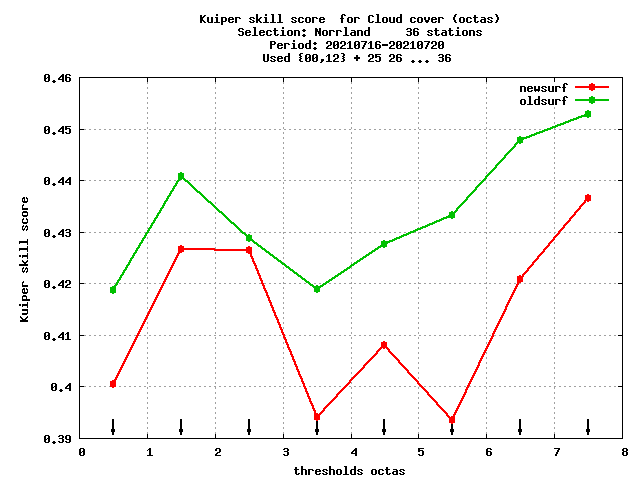 Kuiper skill score  for Cloud cover (octas)
Selection: Norrland     36 stations
Period: 20210716-20210720
Used {00,12} + 25 26 ... 36
newsurf
oldsurf
0.46
0.45
0.44
0.43
0.42
0.41
0.4
0.39
Kuiper skill score
0 1 2 3 4 5 6 7 8
thresholds octas